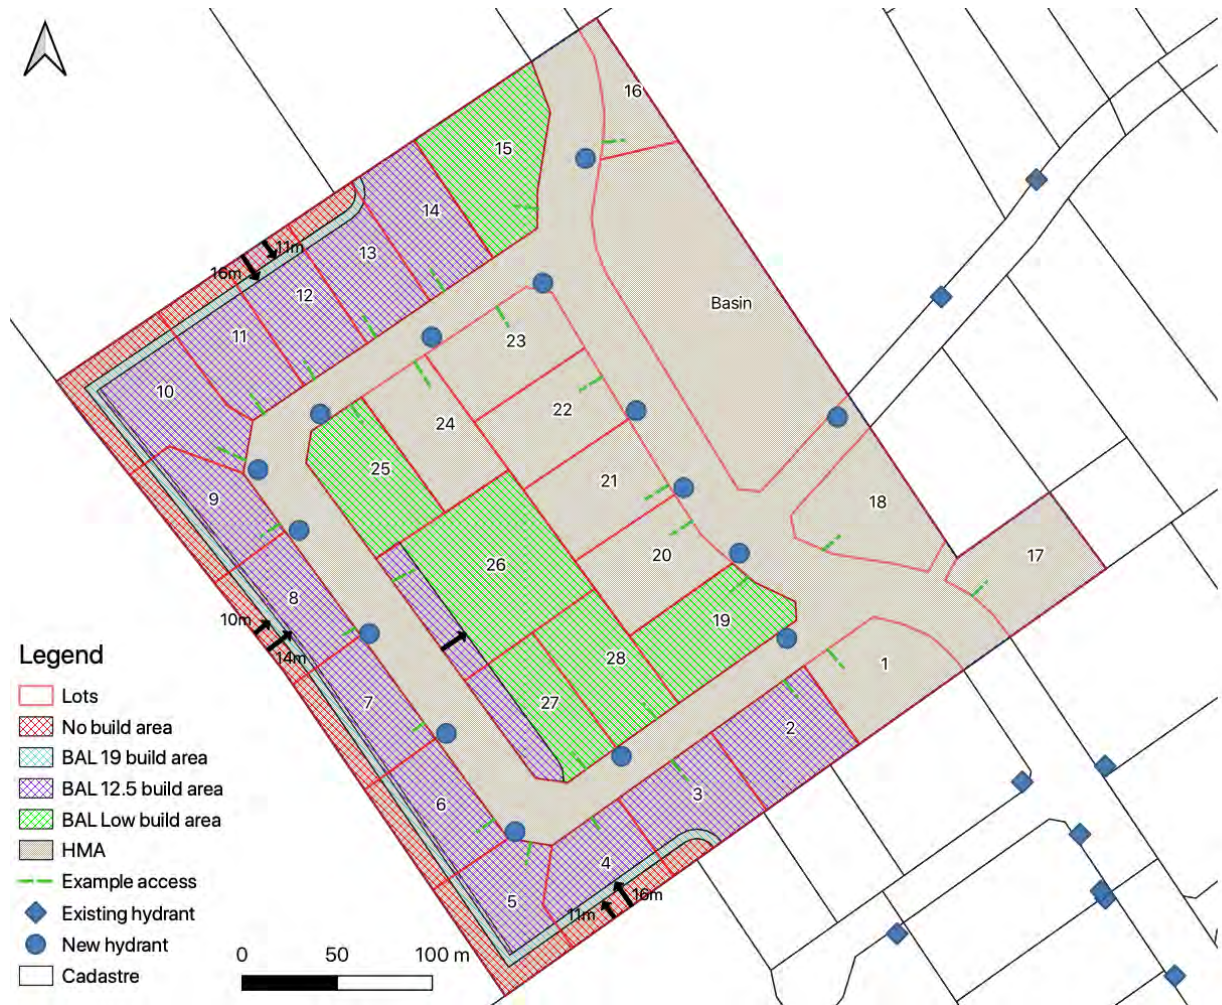 16
15
14
11m
13
16m
12
Basin
11
23
10
22
24
25
21
9
18
20
26
17
8
19
10m
14m
28
1
7
27
2
3
6
4
5
16m
11m
Legend
Lots
No build area
BAL 19 build area
BAL 12.5 build area
BAL Low build area
HMA
Example access
Existing hydrant
New hydrant
Cadastre
0 50 100 m